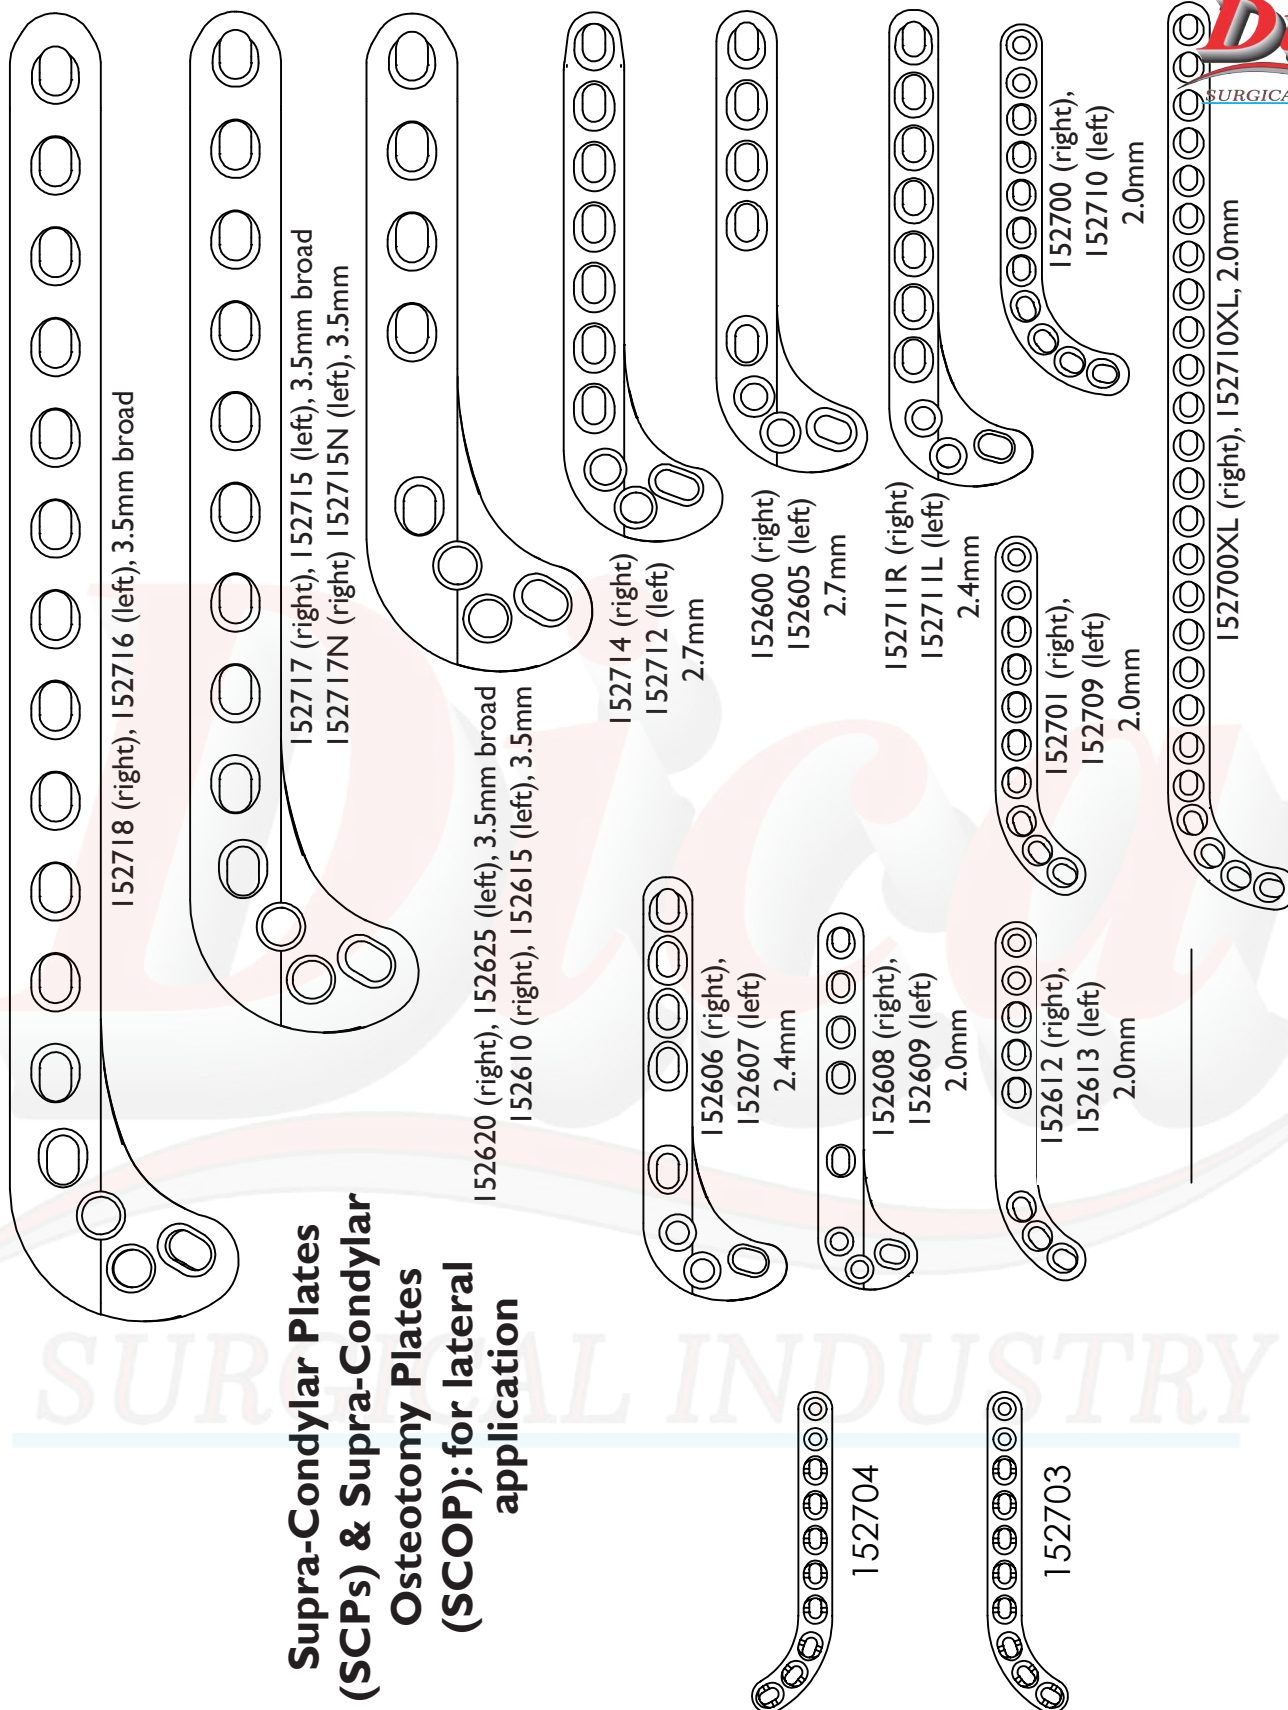 Supra-Condylar Plates
(SCPs) & Supra-Condylar
Osteotomy Plates
(SCOP): for lateral
application
152718 (right), 152716 (left), 3.5mm broad
152717 (right), 152715 (left), 3.5mm broad
152717N (right) 152715N (left), 3.5mm
152620 (right), 152625 (left), 3.5mm broad
152610 (right), 152615 (left), 3.5mm
152714 (right)
152712 (left)
2.7mm
152600 (right)
152605 (left)
2.7mm
152711R (right)
152711L (left)
2.4mm
152700 (right),
152710 (left)
2.0mm
152606 (right),
152607 (left)
2.4mm
152608 (right),
152609 (left)
2.0mm
152701 (right),
152709 (left)
2.0mm
152612 (right),
152613 (left)
2.0mm
152700XL (right), 152710XL, 2.0mm
152704
152703
Dica
SURGICAL INDUSTRY